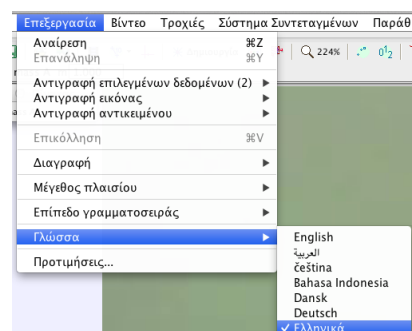 Επεξεργασία Βίντεο Τροχιές Σύστημα Συντεταγμένων Παράθ
224%
Αναίρεση ⌘Z
Επανάληψη ⌘Y
Αντιγραφή επιλεγμένων δεδομένων (2)
Αντιγραφή εικόνας
Αντιγραφή αντικειμένου
Επικόλληση ⌘V
Διαγραφή
Μέγεθος πλαισίου
Επίπεδο γραμματοσειράς
Γλώσσα
Προτιμήσεις...
English
العربية
čeština
Bahasa Indonesia
Dansk
Deutsch
✓ Ελληνικά